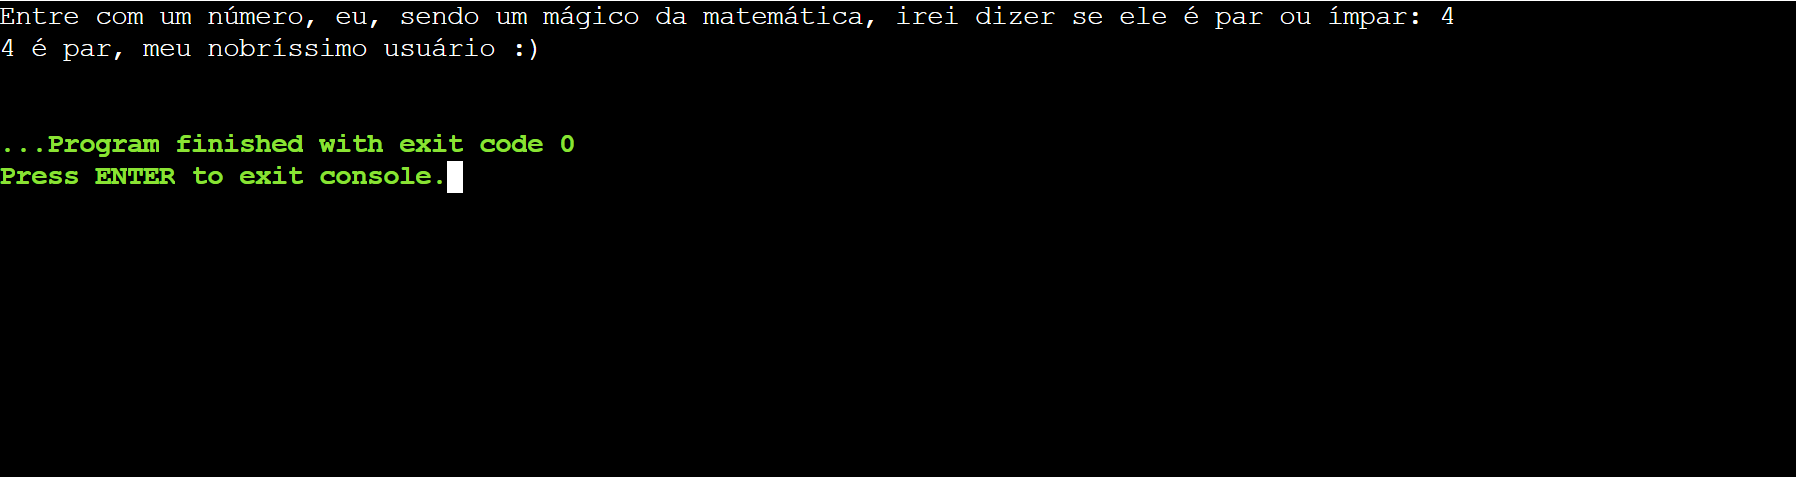 Entre com um número, eu, sendo um mágico da matemática, irei dizer se ele é par ou ímpar: 4
4 é par, meu nobríssimo usuário :)
...Program finished with exit code 0
Press ENTER to exit console.